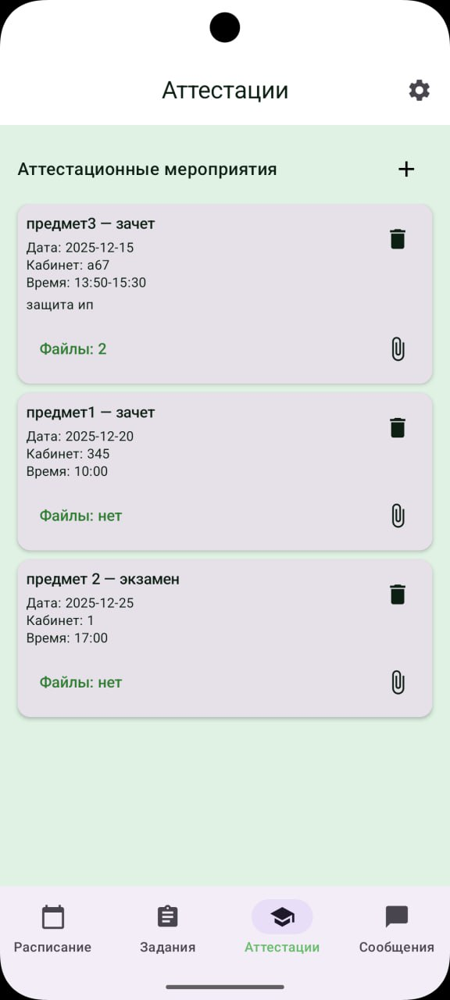 Аттестации
Аттестационные мероприятия
предмет3 — зачет
Дата: 2025-12-15
Кабинет: а67
Время: 13:50-15:30
защита ип
Файлы: 2
предмет1 — зачет
Дата: 2025-12-20
Кабинет: 345
Время: 10:00
Файлы: нет
предмет 2 — экзамен
Дата: 2025-12-25
Кабинет: 1
Время: 17:00
Файлы: нет
Расписание
Задания
Аттестации
Сообщения